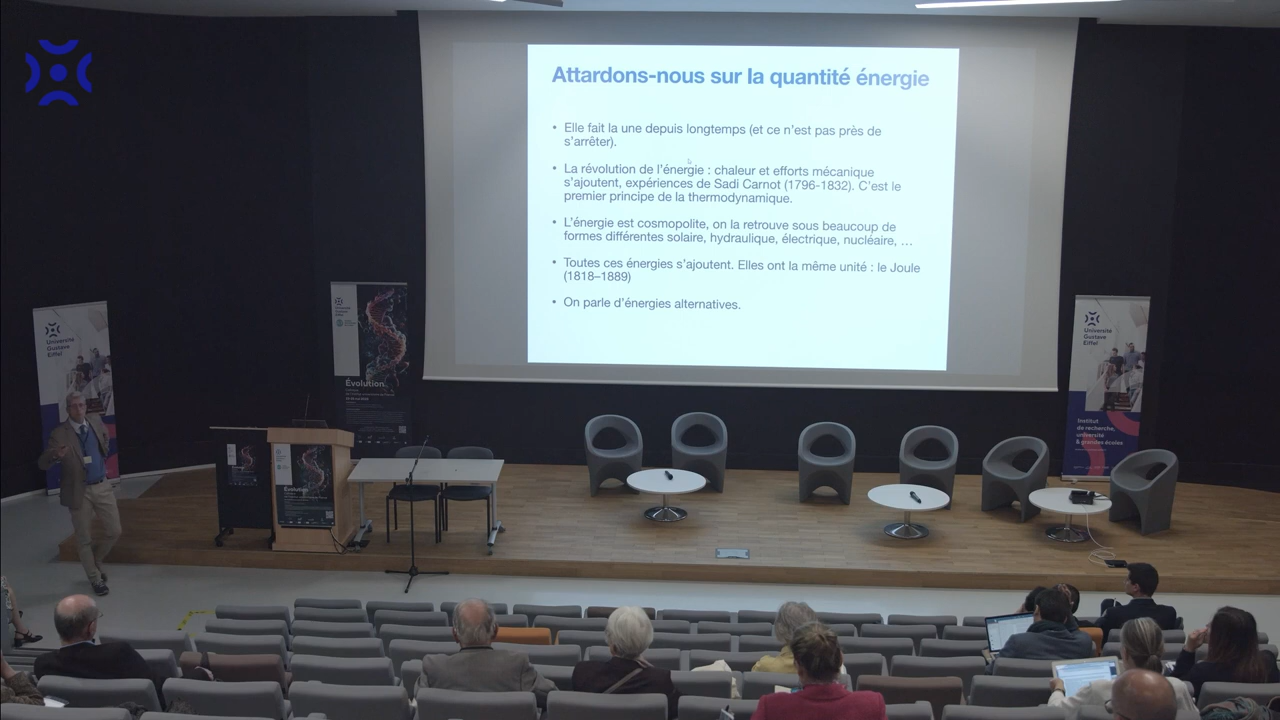 Attardons-nous sur la quantité énergie
• Elle fait la une depuis longtemps (et ce n'est pas près de
s'arrêter).
• La révolution de l'énergie : chaleur et efforts mécanique
s'ajoutent, expériences de Sadi Carnot (1796-1832). C'est le
premier principe de la thermodynamique.
• L'énergie est cosmopolite, on la retrouve sous beaucoup de
formes différentes solaire, hydraulique, électrique, nucléaire, …
• Toutes ces énergies s'ajoutent. Elles ont la même unité : le Joule
(1818–1889)
• On parle d'énergies alternatives.
Université
Gustave
Eiffel
Évolution
Évolution
Université
Gustave
Eiffel
Institut
de recherche,
université
& grandes écoles